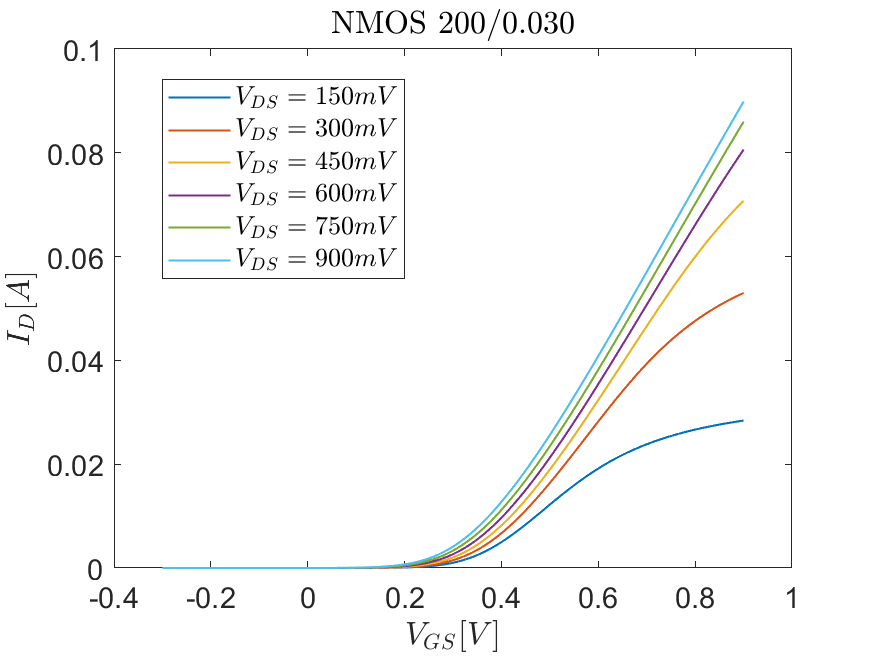 NMOS 200/0.030
0.1
0.08
0.06
0.04
0.02
0
I_D[A]
V_DS = 150mV
V_DS = 300mV
V_DS = 450mV
V_DS = 600mV
V_DS = 750mV
V_DS = 900mV
-0.4 -0.2 0 0.2 0.4 0.6 0.8 1
V_GS[V]